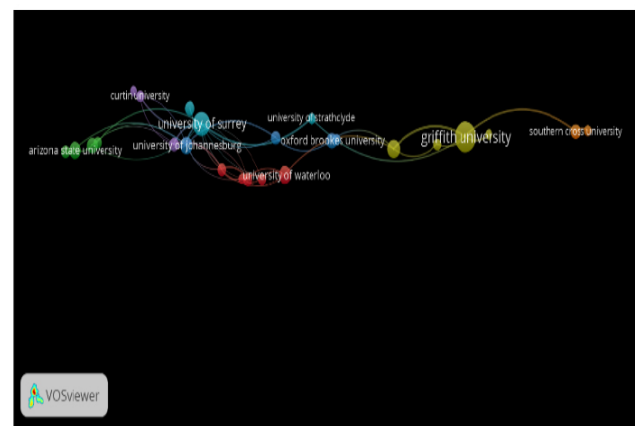 curtin university
university of surrey
university of strathclyde
griffith university
southern cross university
arizona state university
university of johannesburg
oxford brookes university
university of waterloo
VOSviewer